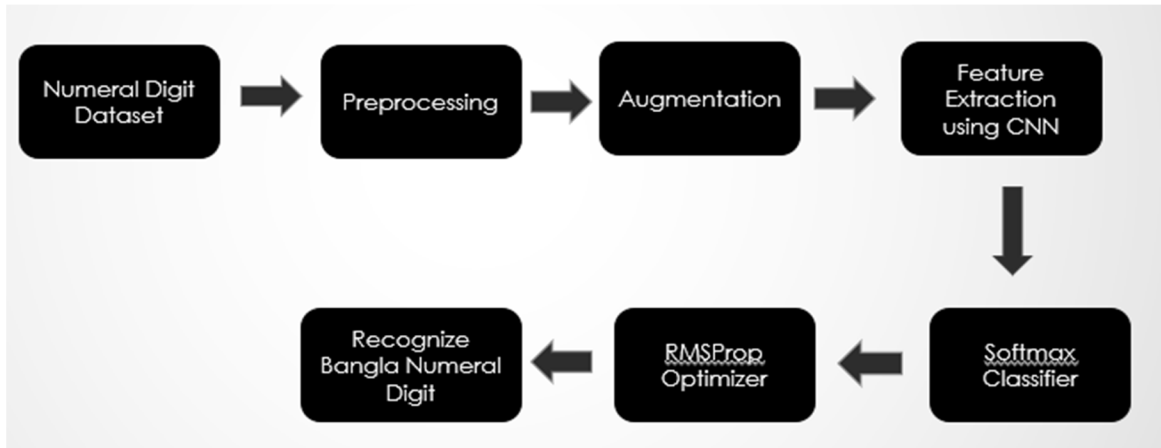 Numeral Digit
Dataset
Preprocessing
Augmentation
Feature
Extraction
using CNN
Softmax
Classifier
RMSProp
Optimizer
Recognize
Bangla Numeral
Digit